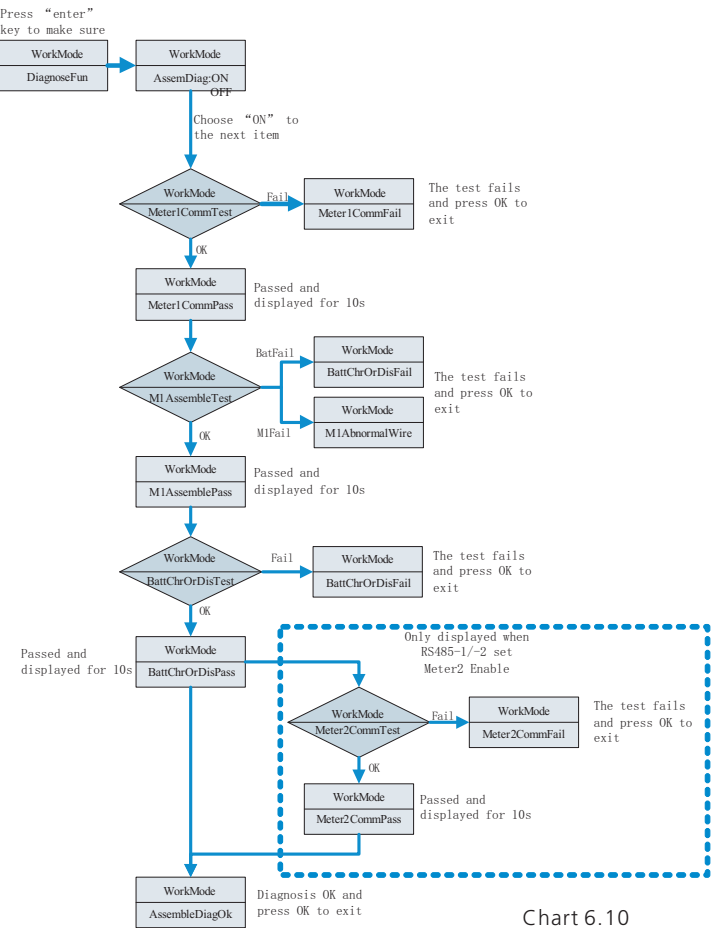 Press “enter”
key to make sure
WorkMode
DiagnoseFun
WorkMode
AssemDiag:ON
OFF
Choose “ON” to
the next item
WorkMode
Meter1CommTest
Fail
WorkMode
Meter1CommFail
The test fails
and press OK to
exit
OK
WorkMode
Meter1CommPass
Passed and
displayed for 10s
WorkMode
M1AssembleTest
BatFail
WorkMode
BattChrOrDisFail
M1Fail
WorkMode
M1AbnormalWire
The test fails
and press OK to
exit
OK
WorkMode
M1AssemblePass
Passed and
displayed for 10s
WorkMode
BattChrOrDisTest
Fail
WorkMode
BattChrOrDisFail
The test fails
and press OK to
exit
OK
Passed and
displayed for 10s
WorkMode
BattChrOrDisPass
Only displayed when
RS485-1/-2 set
Meter2 Enable
WorkMode
Meter2CommTest
Fail
WorkMode
Meter2CommFail
The test fails
and press OK to
exit
OK
WorkMode
Meter2CommPass
Passed and
displayed for 10s
WorkMode
AssembleDiagOk
Diagnosis OK and
press OK to exit
Chart 6.10